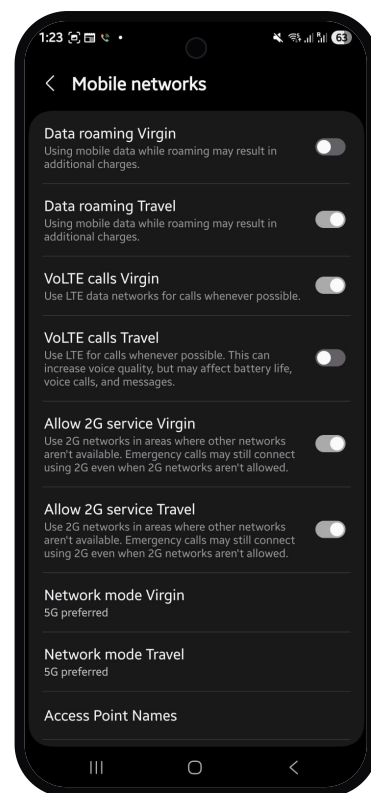 1:23
63
Mobile networks
Data roaming Virgin
Using mobile data while roaming may result in
additional charges.
Data roaming Travel
Using mobile data while roaming may result in
additional charges.
VoLTE calls Virgin
Use LTE data networks for calls whenever possible.
VoLTE calls Travel
Use LTE for calls whenever possible. This can
increase voice quality, but may affect battery life,
voice calls, and messages.
Allow 2G service Virgin
Use 2G networks in areas where other networks
aren't available. Emergency calls may still connect
using 2G even when 2G networks aren't allowed.
Allow 2G service Travel
Use 2G networks in areas where other networks
aren't available. Emergency calls may still connect
using 2G even when 2G networks aren't allowed.
Network mode Virgin
5G preferred
Network mode Travel
5G preferred
Access Point Names